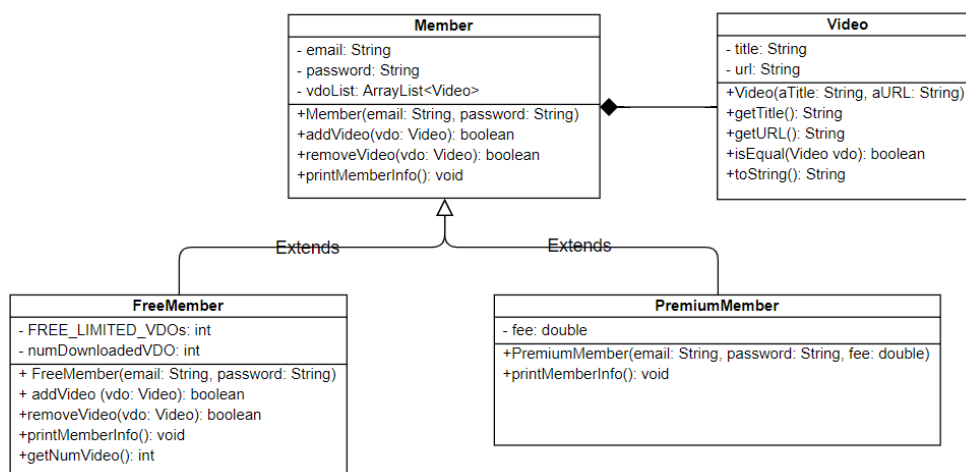 Member
- email: String
- password: String
- vdoList: ArrayList<Video>
+Member(email: String, password: String)
+addVideo(vdo: Video): boolean
+removeVideo(vdo: Video): boolean
+printMemberInfo(): void
Video
- title: String
- url: String
+Video(aTitle: String, aURL: String)
+getTitle(): String
+getURL(): String
+isEqual(Video vdo): boolean
+toString(): String
Extends
Extends
FreeMember
- FREE_LIMITED_VDOs: int
- numDownloadedVDO: int
+ FreeMember(email: String, password: String)
+ addVideo (vdo: Video): boolean
+removeVideo(vdo: Video): boolean
+printMemberInfo(): void
+getNumVideo(): int
PremiumMember
- fee: double
+PremiumMember(email: String, password: String, fee: double)
+printMemberInfo(): void